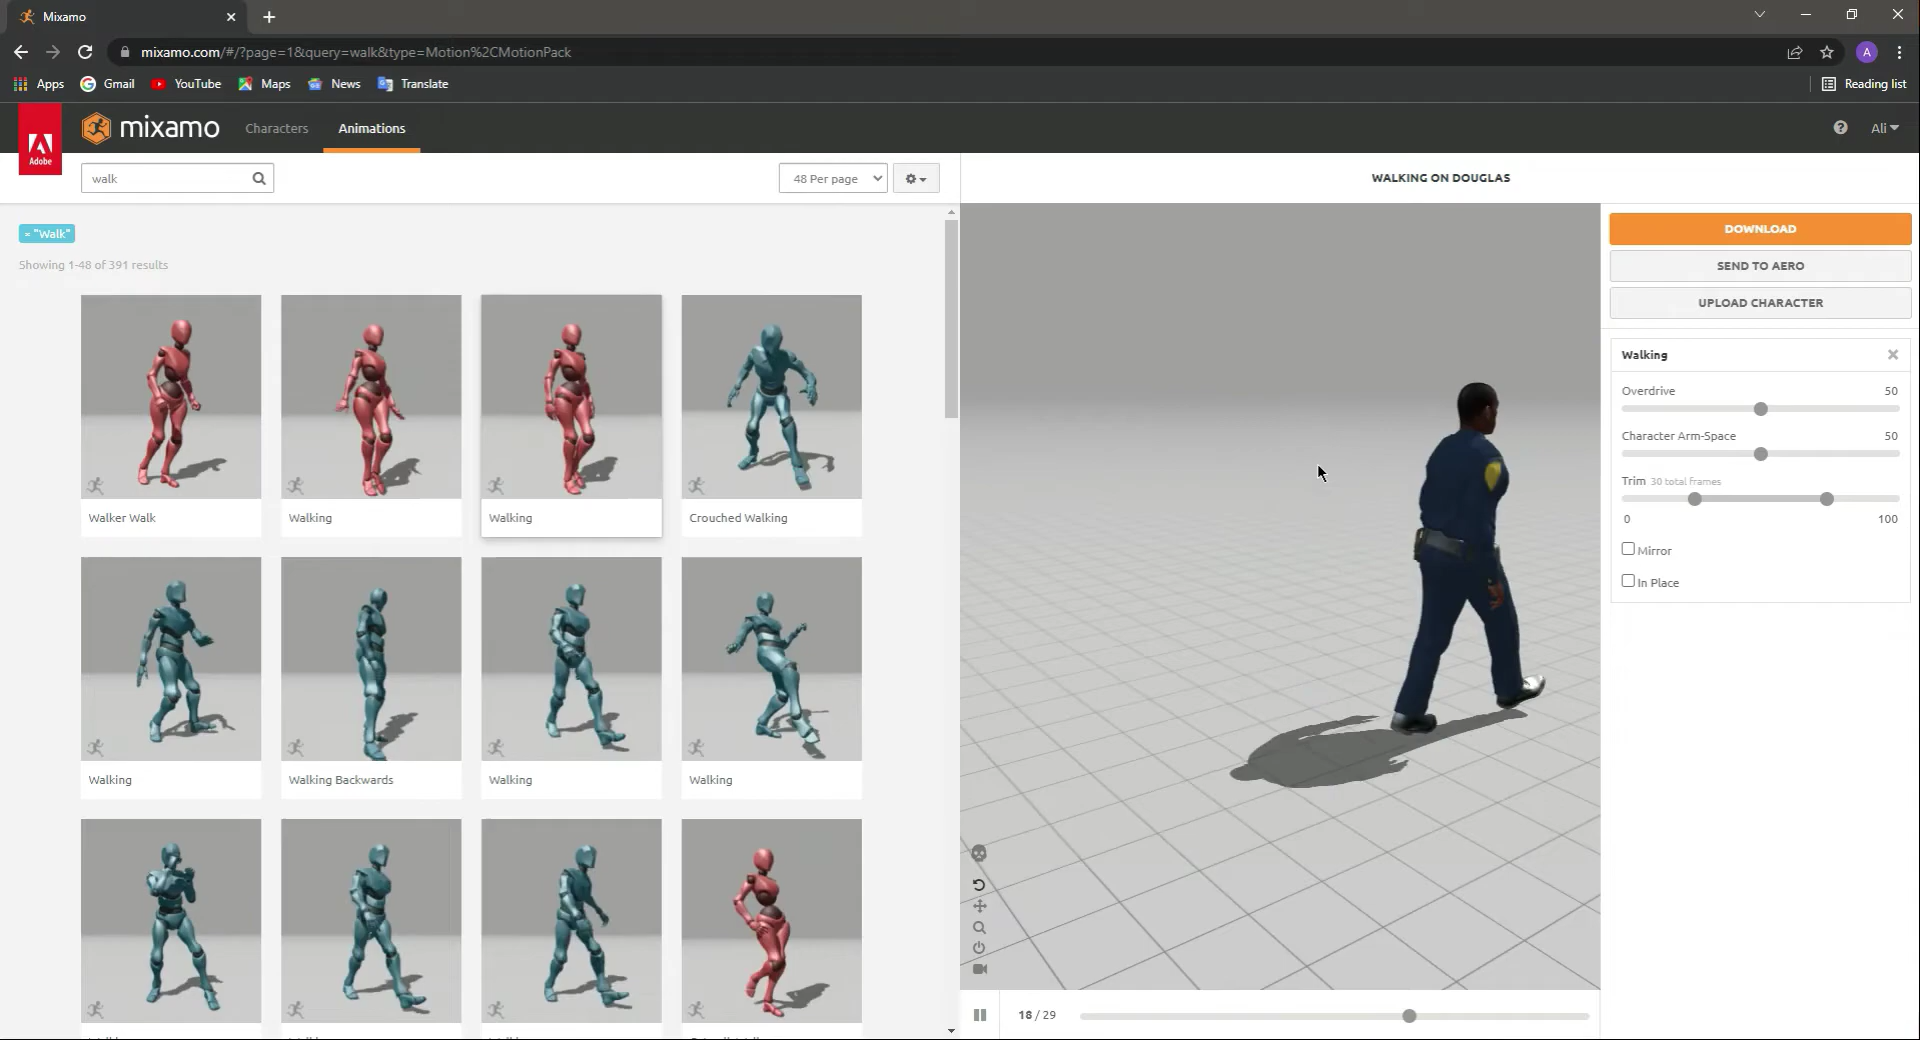 Mixamo
mixamo.com/#/?page=1&query=walk&type=Motion%2CMotionPack
A
Apps
Gmail
YouTube
Maps
News
Translate
Reading list
Adobe
mixamo
Characters
Animations
Ali
walk
48 Per page
WALKING ON DOUGLAS
× "Walk"
Showing 1-48 of 391 results
DOWNLOAD
SEND TO AERO
UPLOAD CHARACTER
Walking
Overdrive 50
Character Arm-Space 50
Trim 30 total frames
0 100
Mirror
In Place
Walker Walk
Walking
Walking
Crouched Walking
Walking
Walking Backwards
Walking
Walking
18 / 29